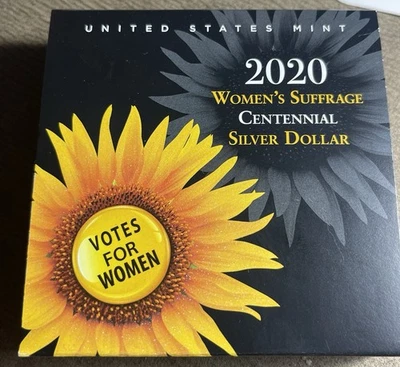 UNITED STATES MINT
2020
WOMEN'S SUFFRAGE
CENTENNIAL
SILVER DOLLAR
VOTES
FOR
WOMEN